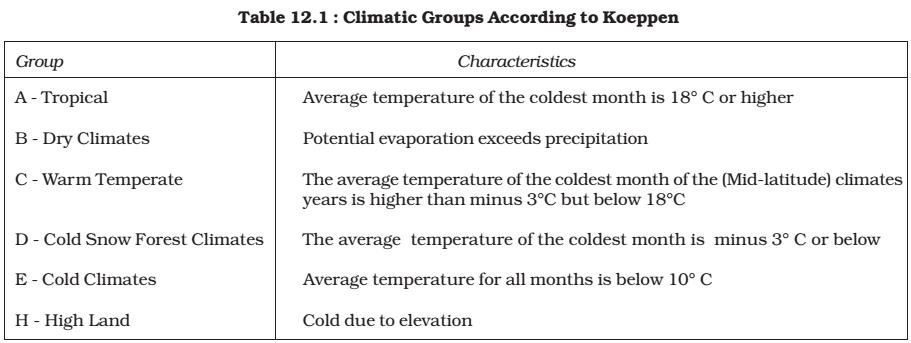 Table 12.1 : Climatic Groups According to Koeppen
Group Characteristics
A - Tropical Average temperature of the coldest month is 18° C or higher
B - Dry Climates Potential evaporation exceeds precipitation
C - Warm Temperate The average temperature of the coldest month of the (Mid-latitude) climates
years is higher than minus 3°C but below 18°C
D - Cold Snow Forest Climates The average temperature of the coldest month is minus 3° C or below
E - Cold Climates Average temperature for all months is below 10° C
H - High Land Cold due to elevation